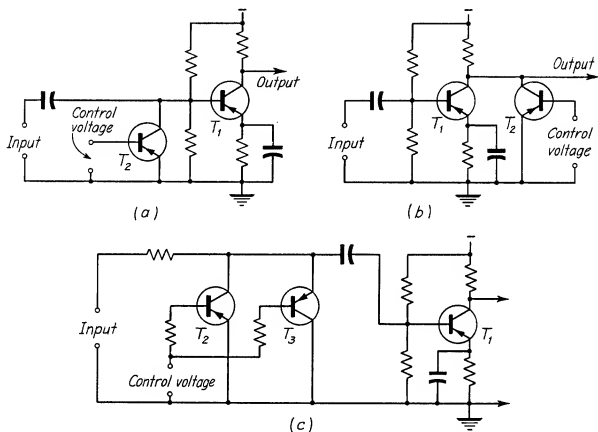 −
−
T₁
Output
Control
voltage
Input
T₂
(a)
Output
T₁
T₂
Input
Control
voltage
(b)
−
Input
T₂
T₃
T₁
Control voltage
(c)